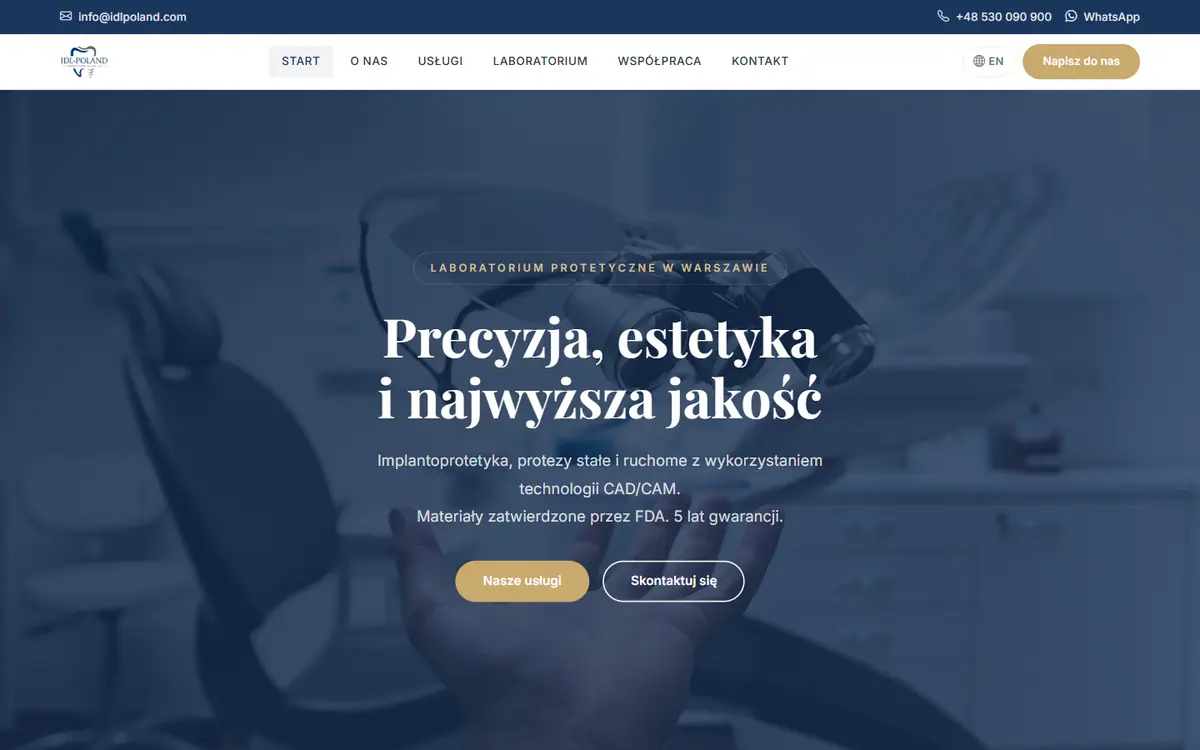 info@idlpoland.com
+48 530 090 900
WhatsApp
IDL-POLAND
START
O NAS
USŁUGI
LABORATORIUM
WSPÓŁPRACA
KONTAKT
EN
Napisz do nas
LABORATORIUM PROTETYCZNE W WARSZAWIE
Precyzja, estetyka
i najwyższa jakość
Implantoprotetyka, protezy stałe i ruchome z wykorzystaniem
technologii CAD/CAM.
Materiały zatwierdzone przez FDA. 5 lat gwarancji.
Nasze usługi
Skontaktuj się